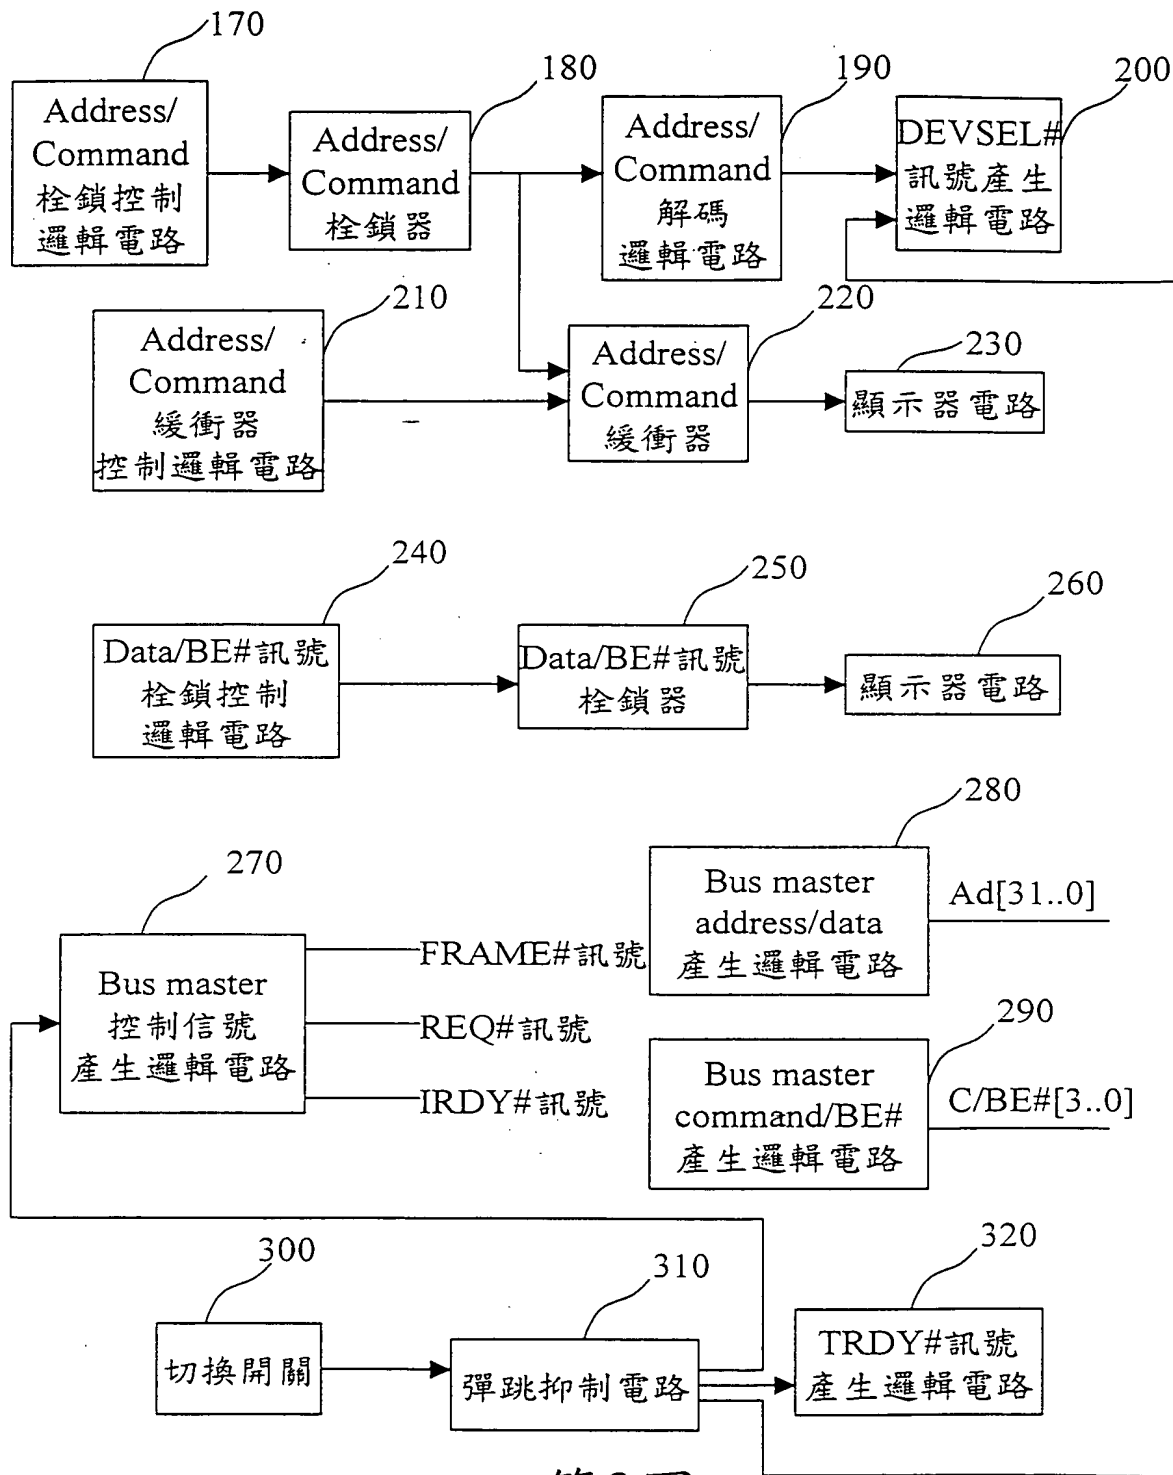 170
180
190
200
Address/
Command
栓鎖控制
邏輯電路
Address/
Command
栓鎖器
Address/
Command
解碼
邏輯電路
DEVSEL#
訊號產生
邏輯電路
210
220
230
Address/
Command
緩衝器
控制邏輯電路
Address/
Command
緩衝器
顯示器電路
240
250
260
Data/BE#訊號
栓鎖控制
邏輯電路
Data/BE#訊號
栓鎖器
顯示器電路
270
280
Bus master
控制信號
產生邏輯電路
FRAME#訊號
REQ#訊號
IRDY#訊號
Bus master
address/data
產生邏輯電路
Ad[31..0]
290
Bus master
command/BE#
產生邏輯電路
C/BE#[3..0]
300
310
320
切換開關
彈跳抑制電路
TRDY#訊號
產生邏輯電路